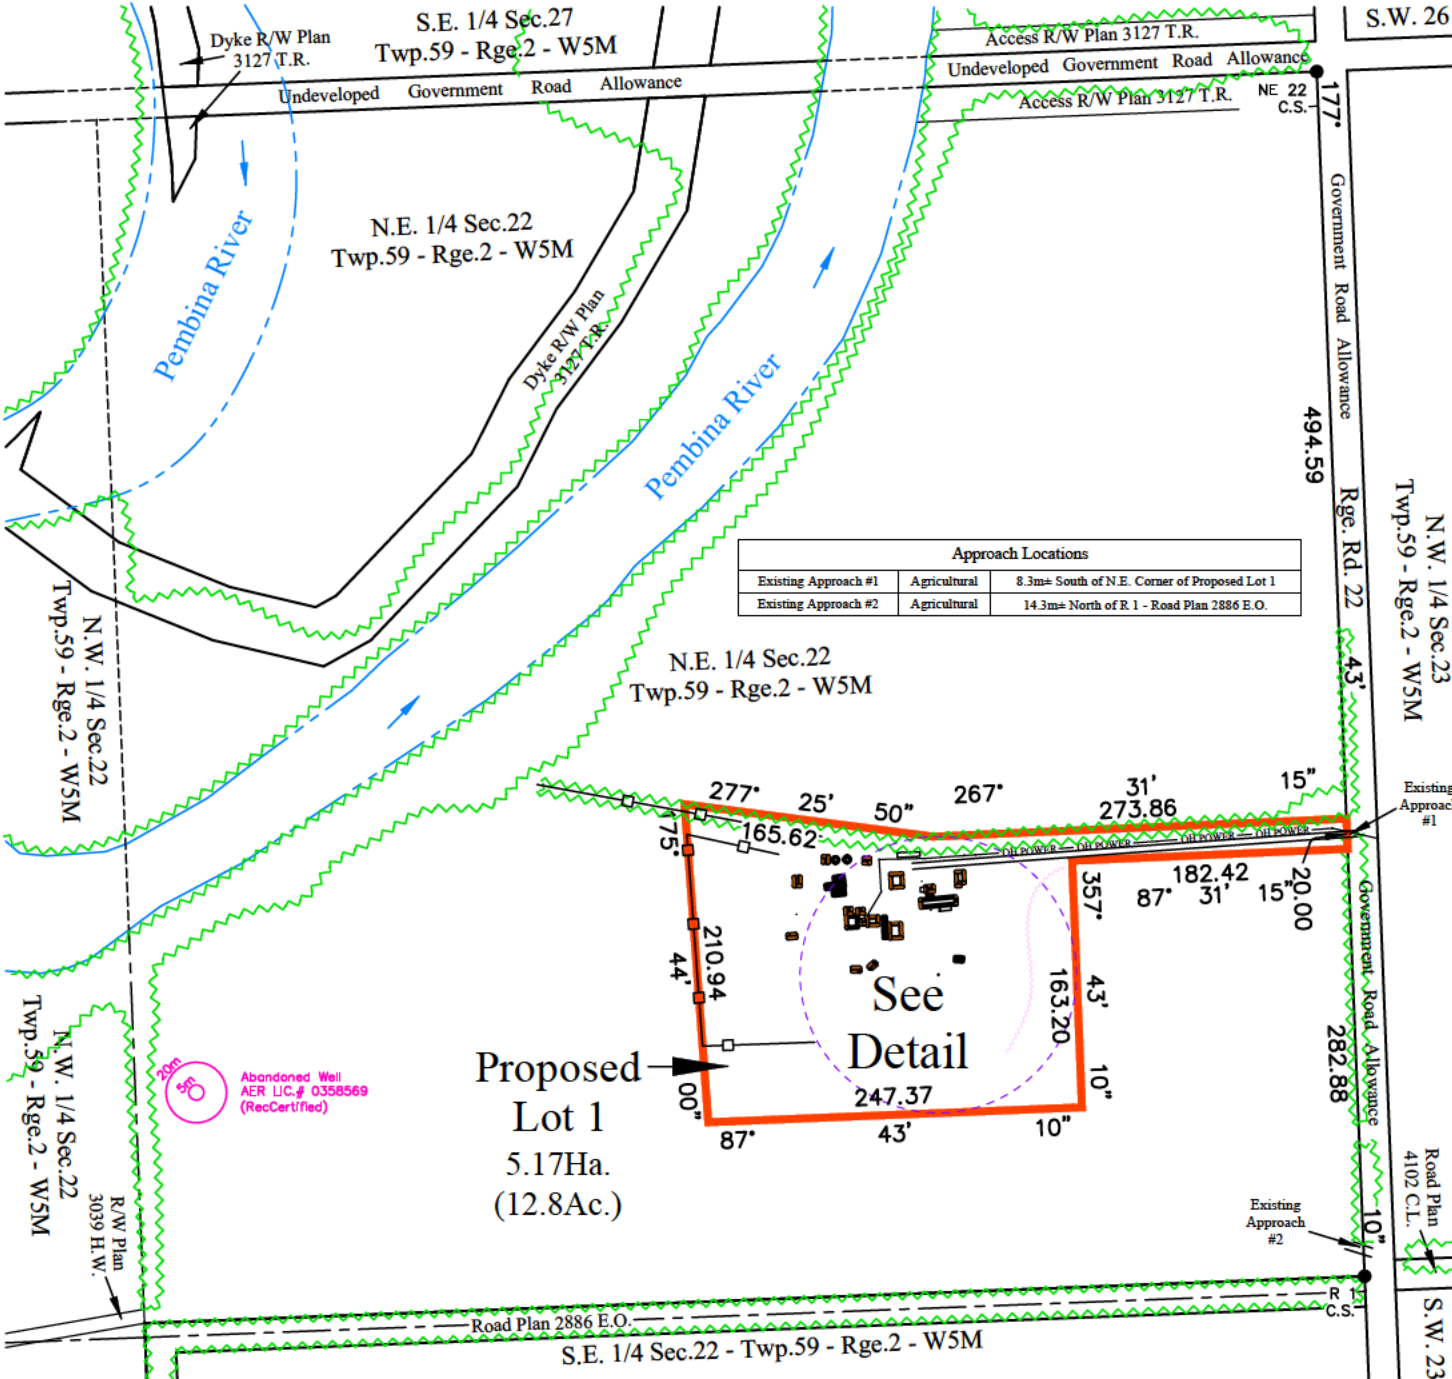 S.E. 1/4 Sec.27
Twp.59 - Rge.2 - W5M
S.W. 26
Dyke R/W Plan
3127 T.R.
Access R/W Plan 3127 T.R.
Undeveloped Government Road Allowance
Undeveloped Government Road Allowance
Access R/W Plan 3127 T.R.
NE 22
C.S.
177°
Government Road Allowance
494.59
Rge. Rd. 22
43'
N.W. 1/4 Sec.23
Twp.59 - Rge.2 - W5M
N.E. 1/4 Sec.22
Twp.59 - Rge.2 - W5M
Pembina River
Dyke R/W Plan
3127 T.R.
Pembina River
Approach Locations
Existing Approach #1 Agricultural 8.3m± South of N.E. Corner of Proposed Lot 1
Existing Approach #2 Agricultural 14.3m± North of R 1 - Road Plan 2886 E.O.
N.W. 1/4 Sec.22
Twp.59 - Rge.2 - W5M
N.E. 1/4 Sec.22
Twp.59 - Rge.2 - W5M
277° 25' 50"
165.62
267° 31' 15"
273.86
Existing
Approach
#1
OH POWER OH POWER OH POWER OH POWER
182.42
87° 31' 15"
20.00
175°
210.94
44'
00"
357°
163.20
43'
10"
See
Detail
247.37
87° 43' 10"
Proposed
Lot 1
5.17Ha.
(12.8Ac.)
Government Road Allowance
282.88
10"
20m
5m
Abandoned Well
AER LIC.# 0358569
(RecCertified)
N.W. 1/4 Sec.22
Twp.59 - Rge.2 - W5M
R/W Plan
3039 H.W.
Existing
Approach
#2
Road Plan
4102 C.L.
R 1
C.S.
Road Plan 2886 E.O.
S.E. 1/4 Sec.22 - Twp.59 - Rge.2 - W5M
S.W. 23